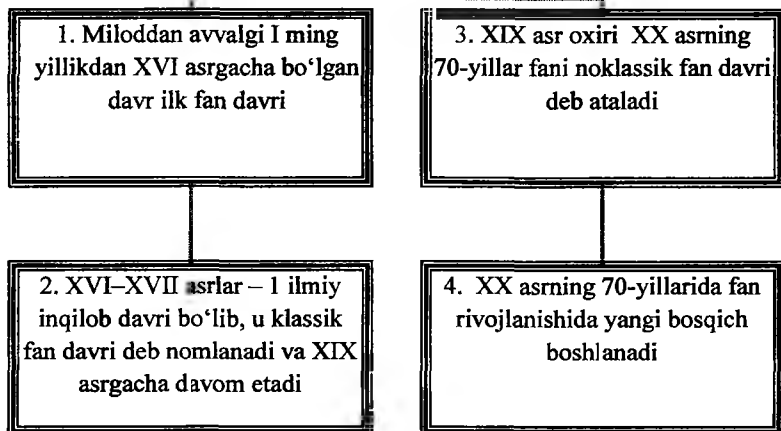 1. Miloddan avvalgi I ming
yillikdan XVI asrgacha bo‘lgan
davr ilk fan davri
2. XVI–XVII asrlar – 1 ilmiy
inqilob davri bo‘lib, u klassik
fan davri deb nomlanadi va XIX
asrgacha davom etadi
3. XIX asr oxiri XX asrning
70-yillar fani noklassik fan davri
deb ataladi
4. XX asrning 70-yillarida fan
rivojlanishida yangi bosqich
boshlanadi